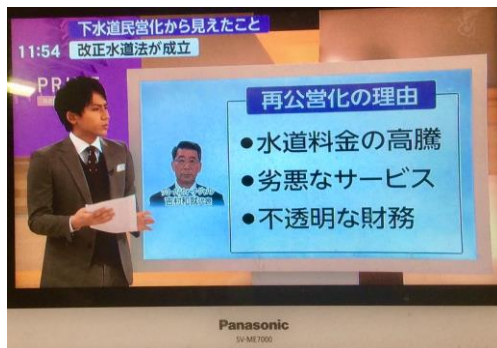 下水道民営化から見えたこと
11:54 改正水道法が成立
PRI
再公営化の理由
●水道料金の高騰
●劣悪なサービス
●不透明な財務
Panasonic
SV-ME7000